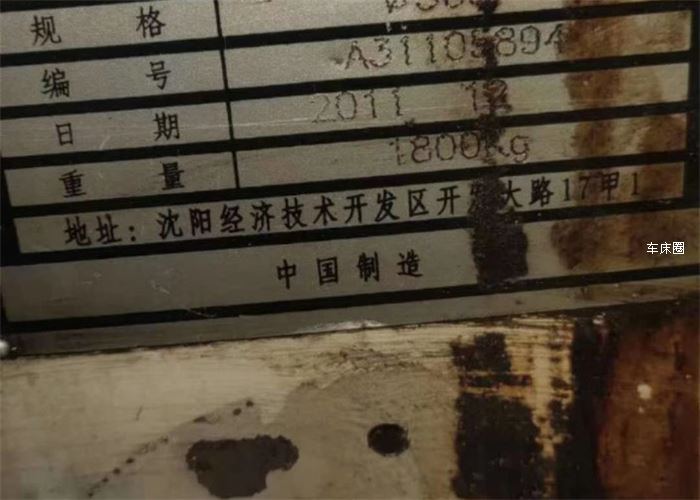 规格
编号 A31105894
日期 2011 12
重量 1800Kg
地址：沈阳经济技术开发区开发大路17甲1
中国制造
车床圈